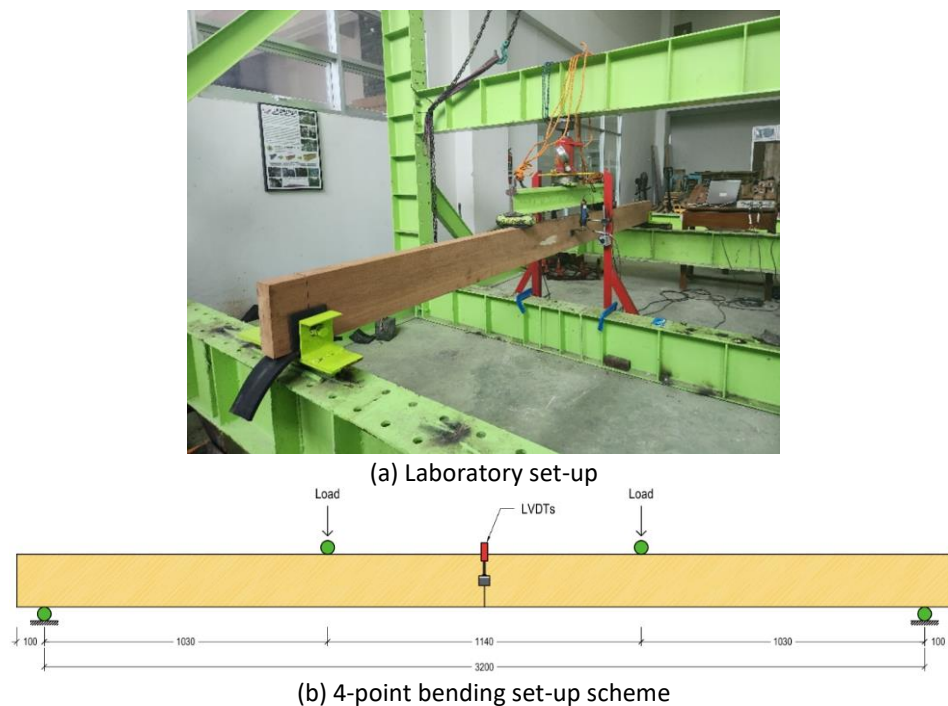 (a) Laboratory set-up
Load
LVDTs
Load
100
1030
1140
1030
100
3200
(b) 4-point bending set-up scheme